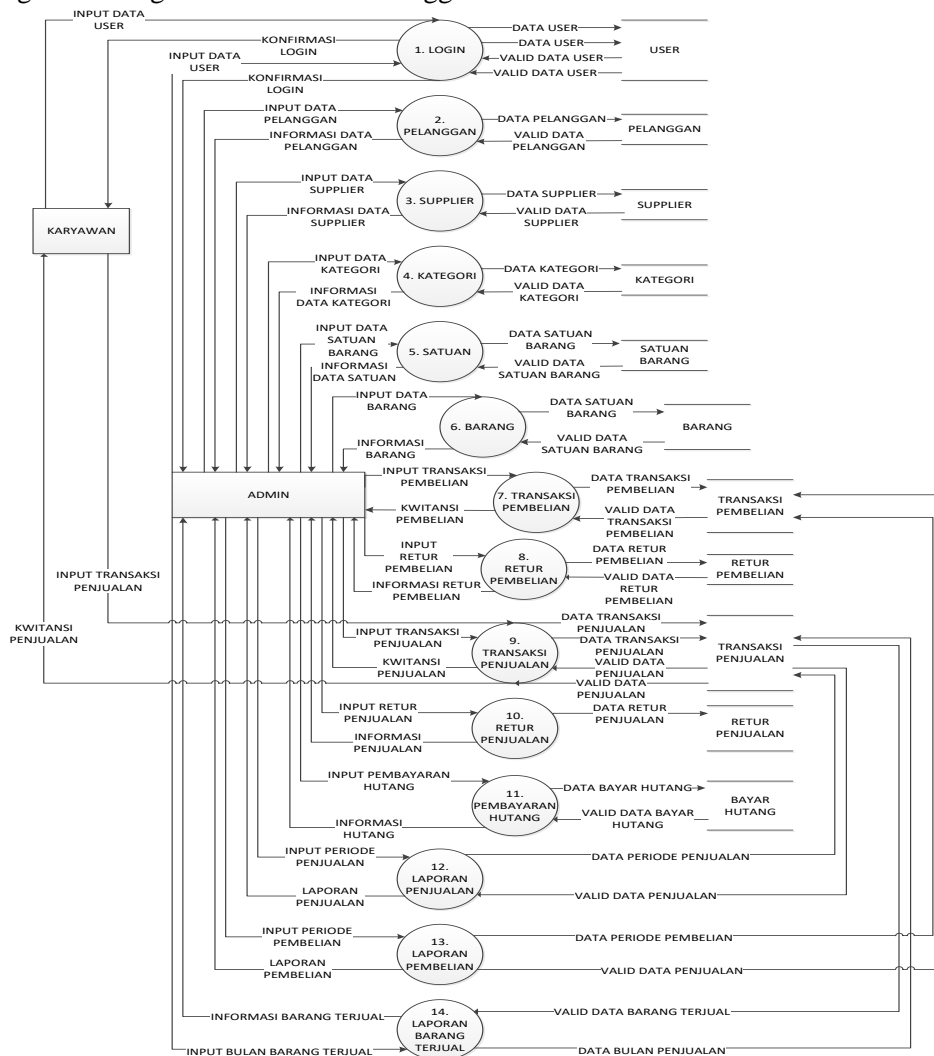 INPUT DATA
USER
KONFIRMASI
LOGIN
INPUT DATA
USER
KONFIRMASI
LOGIN
1. LOGIN
DATA USER
DATA USER
VALID DATA USER
VALID DATA USER
USER
INPUT DATA
PELANGGAN
INFORMASI DATA
PELANGGAN
2.
PELANGGAN
DATA PELANGGAN
VALID DATA
PELANGGAN
PELANGGAN
INPUT DATA
SUPPLIER
INFORMASI DATA
SUPPLIER
3. SUPPLIER
DATA SUPPLIER
VALID DATA
SUPPLIER
SUPPLIER
KARYAWAN
INPUT DATA
KATEGORI
INFORMASI
DATA KATEGORI
4. KATEGORI
DATA KATEGORI
VALID DATA
KATEGORI
KATEGORI
INPUT DATA
SATUAN
BARANG
INFORMASI
DATA SATUAN
5. SATUAN
DATA SATUAN
BARANG
VALID DATA
SATUAN BARANG
SATUAN
BARANG
INPUT DATA
BARANG
INFORMASI
BARANG
6. BARANG
DATA SATUAN
BARANG
VALID DATA
SATUAN BARANG
BARANG
ADMIN
INPUT TRANSAKSI
PEMBELIAN
KWITANSI
PEMBELIAN
7. TRANSAKSI
PEMBELIAN
DATA TRANSAKSI
PEMBELIAN
VALID DATA
TRANSAKSI
PEMBELIAN
TRANSAKSI
PEMBELIAN
INPUT
RETUR
PEMBELIAN
INFORMASI RETUR
PEMBELIAN
8.
RETUR
PEMBELIAN
DATA RETUR
PEMBELIAN
VALID DATA
RETUR
PEMBELIAN
RETUR
PEMBELIAN
INPUT TRANSAKSI
PENJUALAN
KWITANSI
PENJUALAN
INPUT TRANSAKSI
PENJUALAN
KWITANSI
PENJUALAN
9.
TRANSAKSI
PENJUALAN
DATA TRANSAKSI
PENJUALAN
DATA TRANSAKSI
PENJUALAN
VALID DATA
PENJUALAN
VALID DATA
PENJUALAN
TRANSAKSI
PENJUALAN
INPUT RETUR
PENJUALAN
INFORMASI
PENJUALAN
10.
RETUR
PENJUALAN
DATA RETUR
PENJUALAN
RETUR
PENJUALAN
INPUT PEMBAYARAN
HUTANG
INFORMASI
HUTANG
11.
PEMBAYARAN
HUTANG
DATA BAYAR HUTANG
VALID DATA BAYAR
HUTANG
BAYAR
HUTANG
INPUT PERIODE
PENJUALAN
LAPORAN
PENJUALAN
12.
LAPORAN
PENJUALAN
DATA PERIODE PENJUALAN
VALID DATA PENJUALAN
INPUT PERIODE
PEMBELIAN
LAPORAN
PEMBELIAN
13.
LAPORAN
PEMBELIAN
DATA PERIODE PEMBELIAN
VALID DATA PENJUALAN
INFORMASI BARANG TERJUAL
INPUT BULAN BARANG TERJUAL
14.
LAPORAN
BARANG
TERJUAL
VALID DATA BARANG TERJUAL
DATA BULAN PENJUALAN